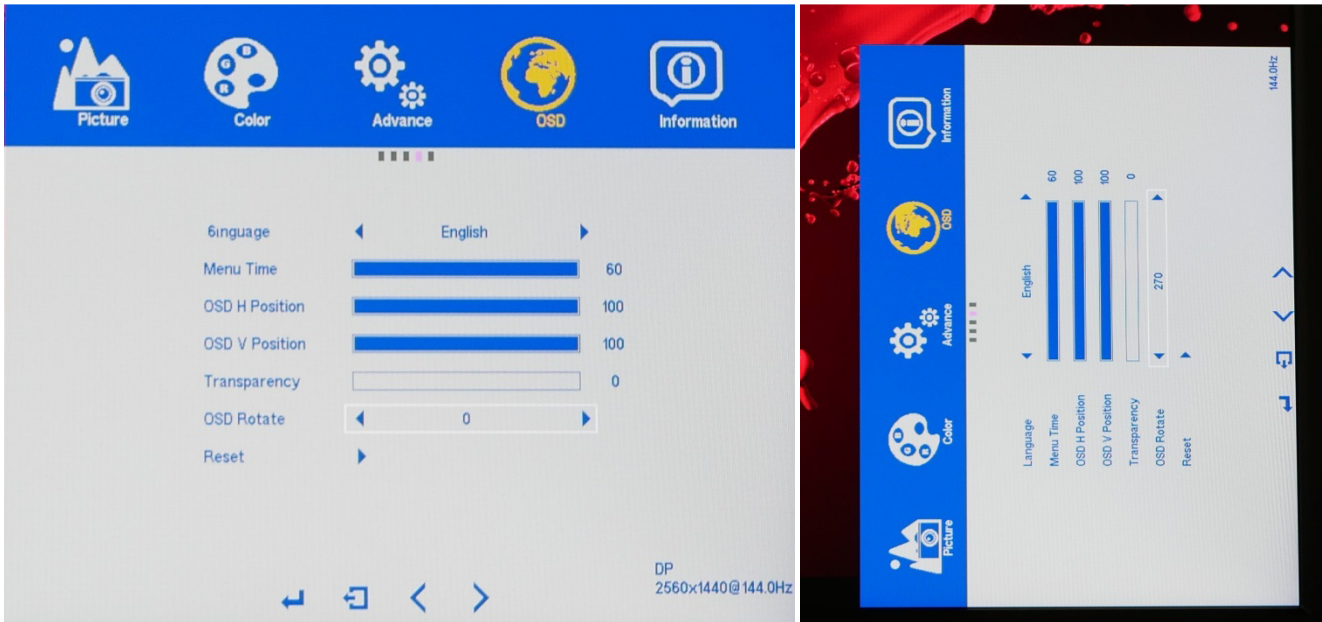 Picture Color Advance OSD Information
6inguage English
Menu Time 60
OSD H Position 100
OSD V Position 100
Transparency 0
OSD Rotate 0
Reset
DP
2560x1440@144.0Hz
Picture Color Advance OSD Information
Language English
Menu Time 60
OSD H Position 100
OSD V Position 100
Transparency 0
OSD Rotate 270
Reset
144.0Hz